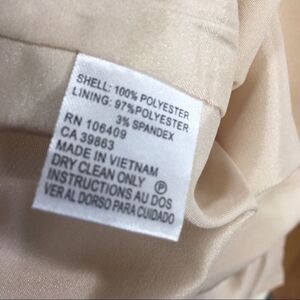 SHELL: 100% POLYESTER
LINING: 97%POLYESTER
3% SPANDEX
RN 106409
CA 39863
MADE IN VIETNAM
DRY CLEAN ONLY Ⓟ
INSTRUCTIONS AU DOS
VER AL DORSO PARA CUIDADO